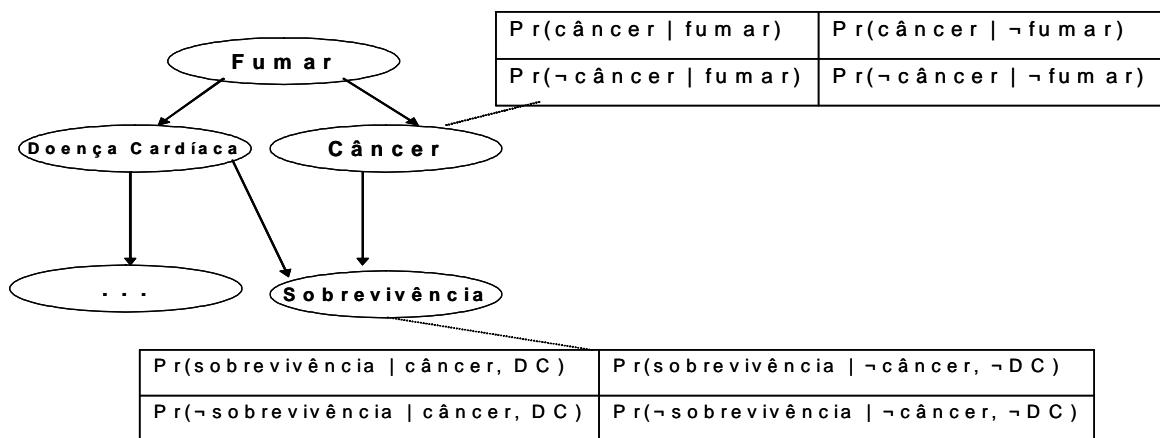 Fumar
Pr(câncer | fumar) Pr(câncer | ¬fumar)
Pr(¬câncer | fumar) Pr(¬câncer | ¬fumar)
Doença Cardíaca
Câncer
...
Sobrevivência
Pr(sobrevivência | câncer, DC) Pr(sobrevivência | ¬câncer, ¬DC)
Pr(¬sobrevivência | câncer, DC) Pr(¬sobrevivência | ¬câncer, ¬DC)